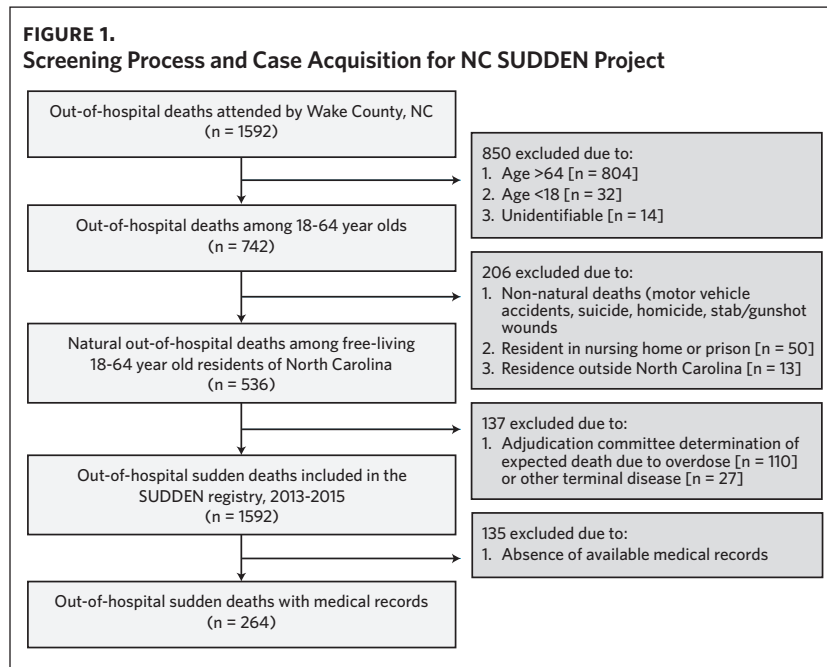 FIGURE 1.
Screening Process and Case Acquisition for NC SUDDEN Project
Out-of-hospital deaths attended by Wake County, NC
(n = 1592)
850 excluded due to:
1. Age >64 [n = 804]
2. Age <18 [n = 32]
3. Unidentifiable [n = 14]
Out-of-hospital deaths among 18-64 year olds
(n = 742)
206 excluded due to:
1. Non-natural deaths (motor vehicle
accidents, suicide, homicide, stab/gunshot
wounds
2. Resident in nursing home or prison [n = 50]
3. Residence outside North Carolina [n = 13]
Natural out-of-hospital deaths among free-living
18-64 year old residents of North Carolina
(n = 536)
137 excluded due to:
1. Adjudication committee determination of
expected death due to overdose [n = 110]
or other terminal disease [n = 27]
Out-of-hospital sudden deaths included in the
SUDDEN registry, 2013-2015
(n = 1592)
135 excluded due to:
1. Absence of available medical records
Out-of-hospital sudden deaths with medical records
(n = 264)